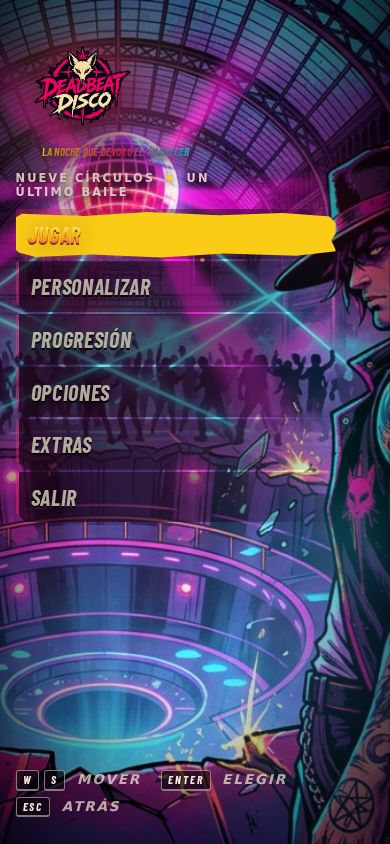 DEADBEAT
DISCO
LA NOCHE QUE DEVORÓ EL AMANECER
NUEVE CÍRCULOS UN
ÚLTIMO BAILE
JUGAR
PERSONALIZAR
PROGRESIÓN
OPCIONES
EXTRAS
SALIR
W S MOVER ENTER ELEGIR
ESC ATRÁS